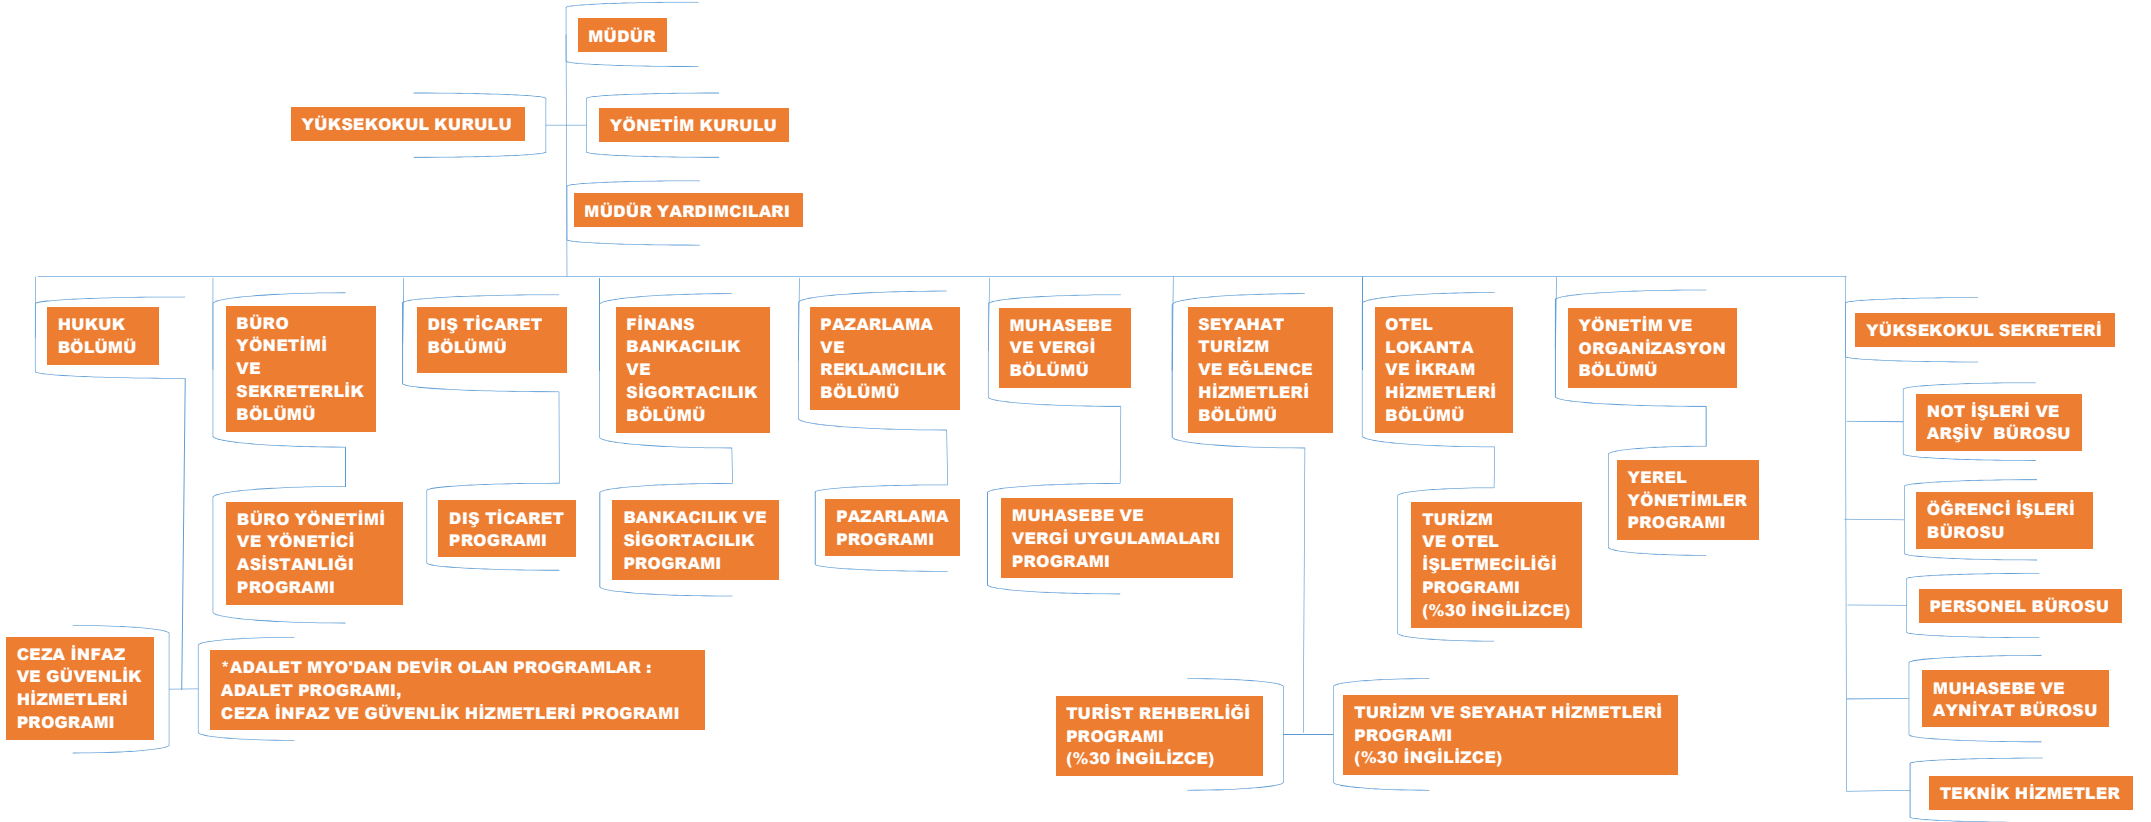 MÜDÜR
YÜKSEKOKUL KURULU
YÖNETİM KURULU
MÜDÜR YARDIMCILARI
HUKUK
BÖLÜMÜ
BÜRO
YÖNETİMİ
VE
SEKRETERLİK
BÖLÜMÜ
DIŞ TİCARET
BÖLÜMÜ
FİNANS
BANKACILIK
VE
SİGORTACILIK
BÖLÜMÜ
PAZARLAMA
VE
REKLAMCILIK
BÖLÜMÜ
MUHASEBE
VE VERGİ
BÖLÜMÜ
SEYAHAT
TURİZM
VE EĞLENCE
HİZMETLERİ
BÖLÜMÜ
OTEL
LOKANTA
VE İKRAM
HİZMETLERİ
BÖLÜMÜ
YÖNETİM VE
ORGANİZASYON
BÖLÜMÜ
YÜKSEKOKUL SEKRETERİ
NOT İŞLERİ VE
ARŞİV  BÜROSU
YEREL
YÖNETİMLER
PROGRAMI
BÜRO YÖNETİMİ
VE YÖNETİCİ
ASİSTANLIĞI
PROGRAMI
DIŞ TİCARET
PROGRAMI
BANKACILIK VE
SİGORTACILIK
PROGRAMI
PAZARLAMA
PROGRAMI
MUHASEBE VE
VERGİ UYGULAMALARI
PROGRAMI
TURİZM
VE OTEL
İŞLETMECİLİĞİ
PROGRAMI
(%30 İNGİLİZCE)
ÖĞRENCİ İŞLERİ
BÜROSU
PERSONEL BÜROSU
CEZA İNFAZ
VE GÜVENLİK
HİZMETLERİ
PROGRAMI
*ADALET MYO'DAN DEVİR OLAN PROGRAMLAR :
ADALET PROGRAMI,
CEZA İNFAZ VE GÜVENLİK HİZMETLERİ PROGRAMI
TURİST REHBERLİĞİ
PROGRAMI
(%30 İNGİLİZCE)
TURİZM VE SEYAHAT HİZMETLERİ
PROGRAMI
(%30 İNGİLİZCE)
MUHASEBE VE
AYNİYAT BÜROSU
TEKNİK HİZMETLER